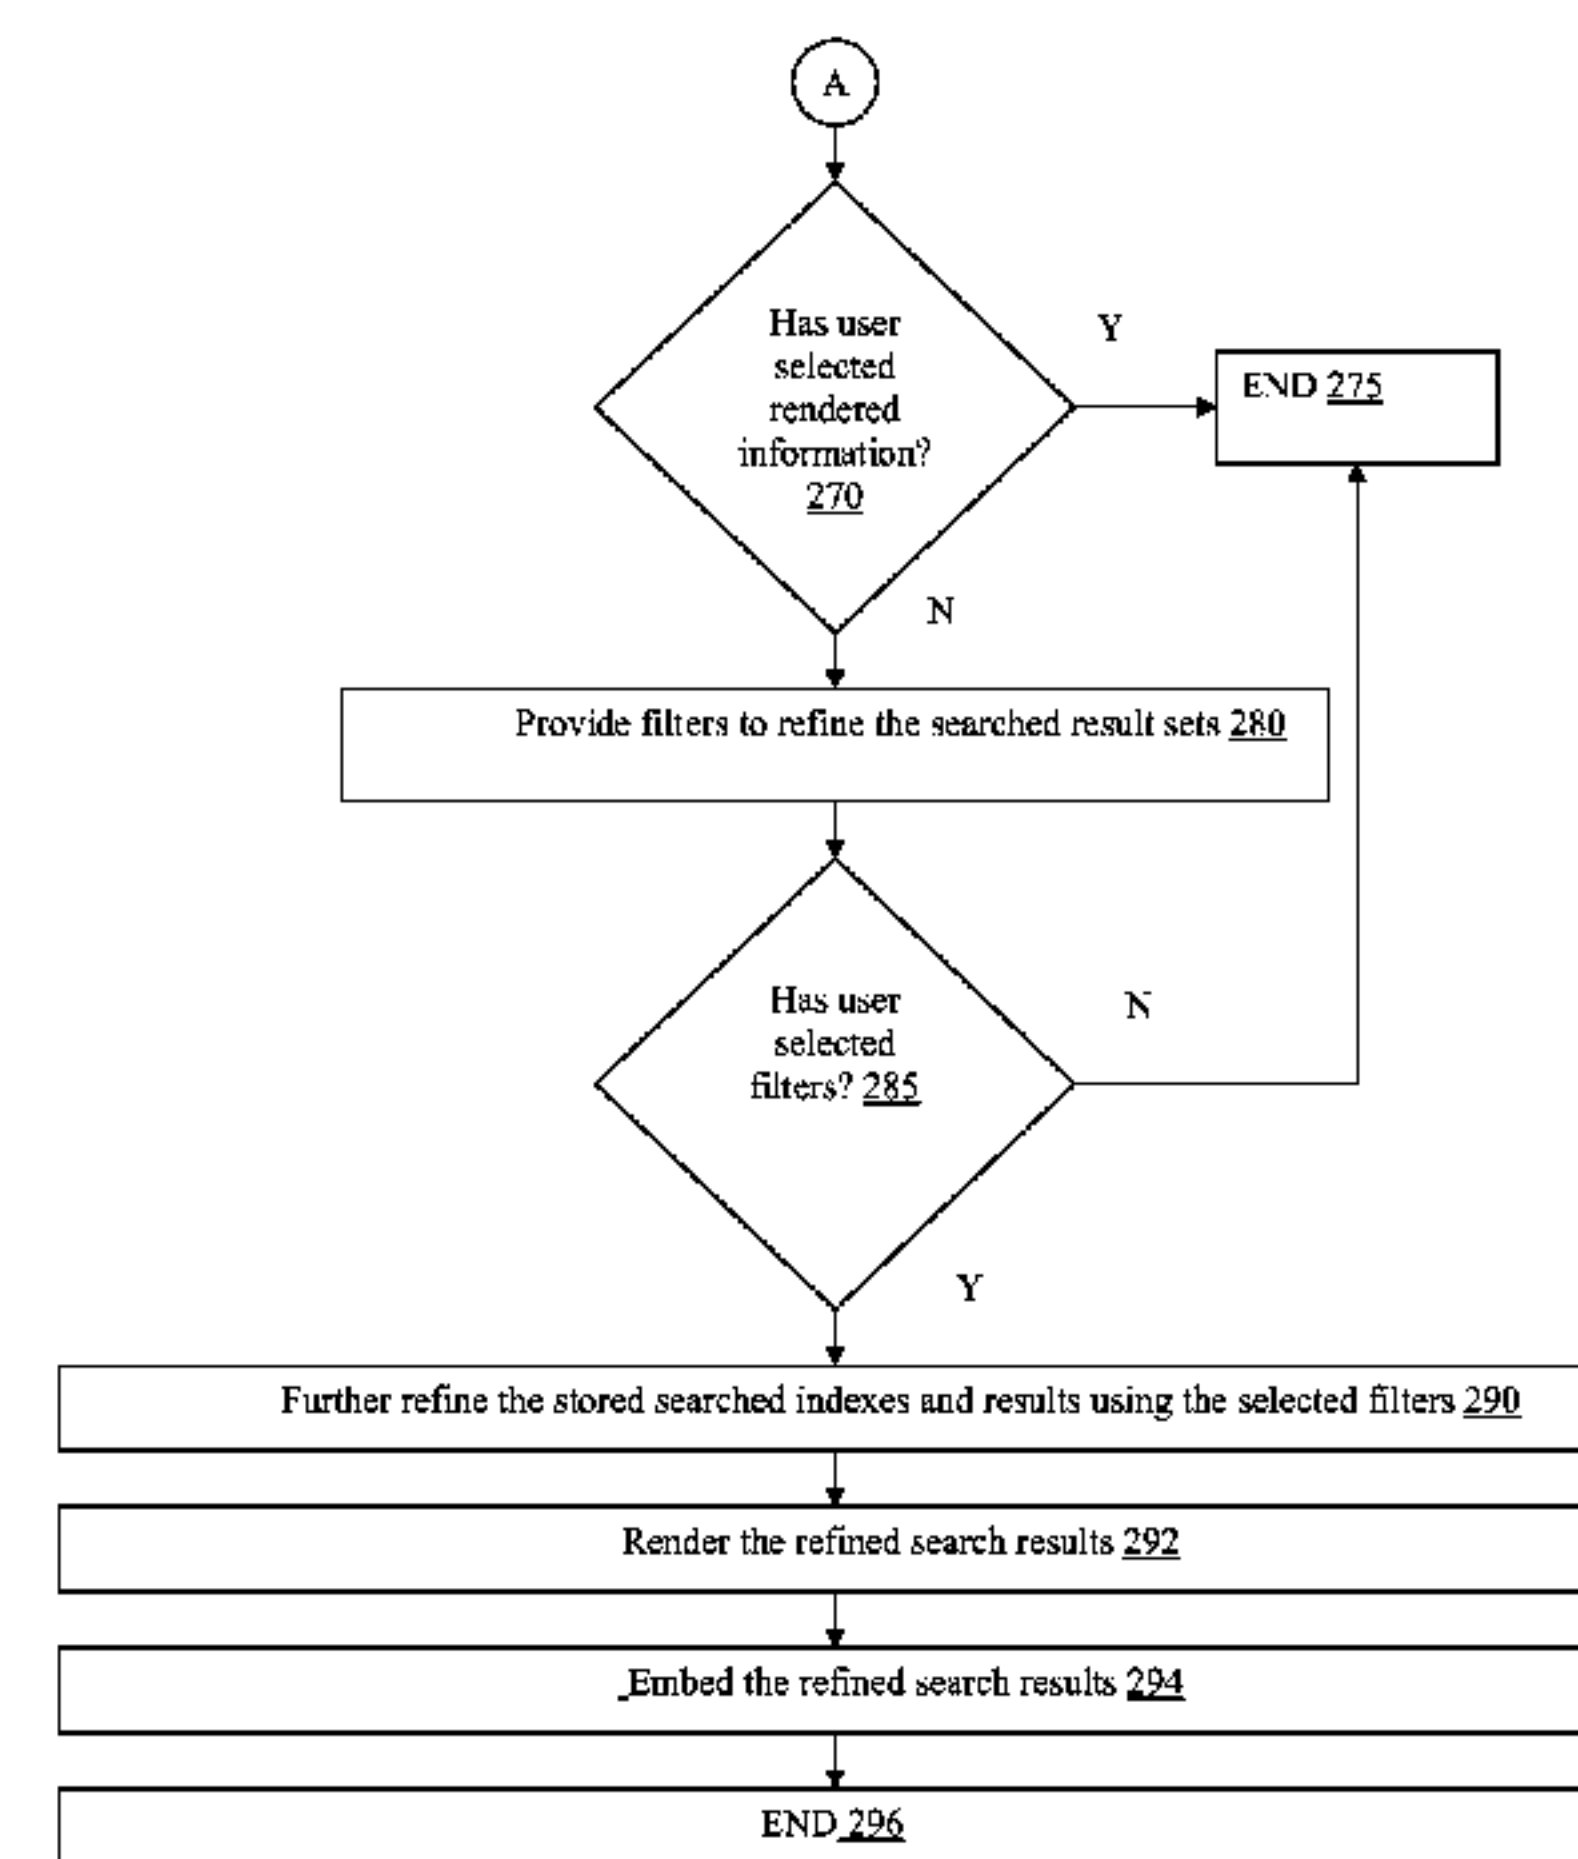 A
Has user
selected
rendered
information?
270
Y
END 275
N
Provide filters to refine the searched result sets 280
Has user
selected
filters? 285
N
Y
Further refine the stored searched indexes and results using the selected filters 290
Render the refined search results 292
Embed the refined search results 294
END 296